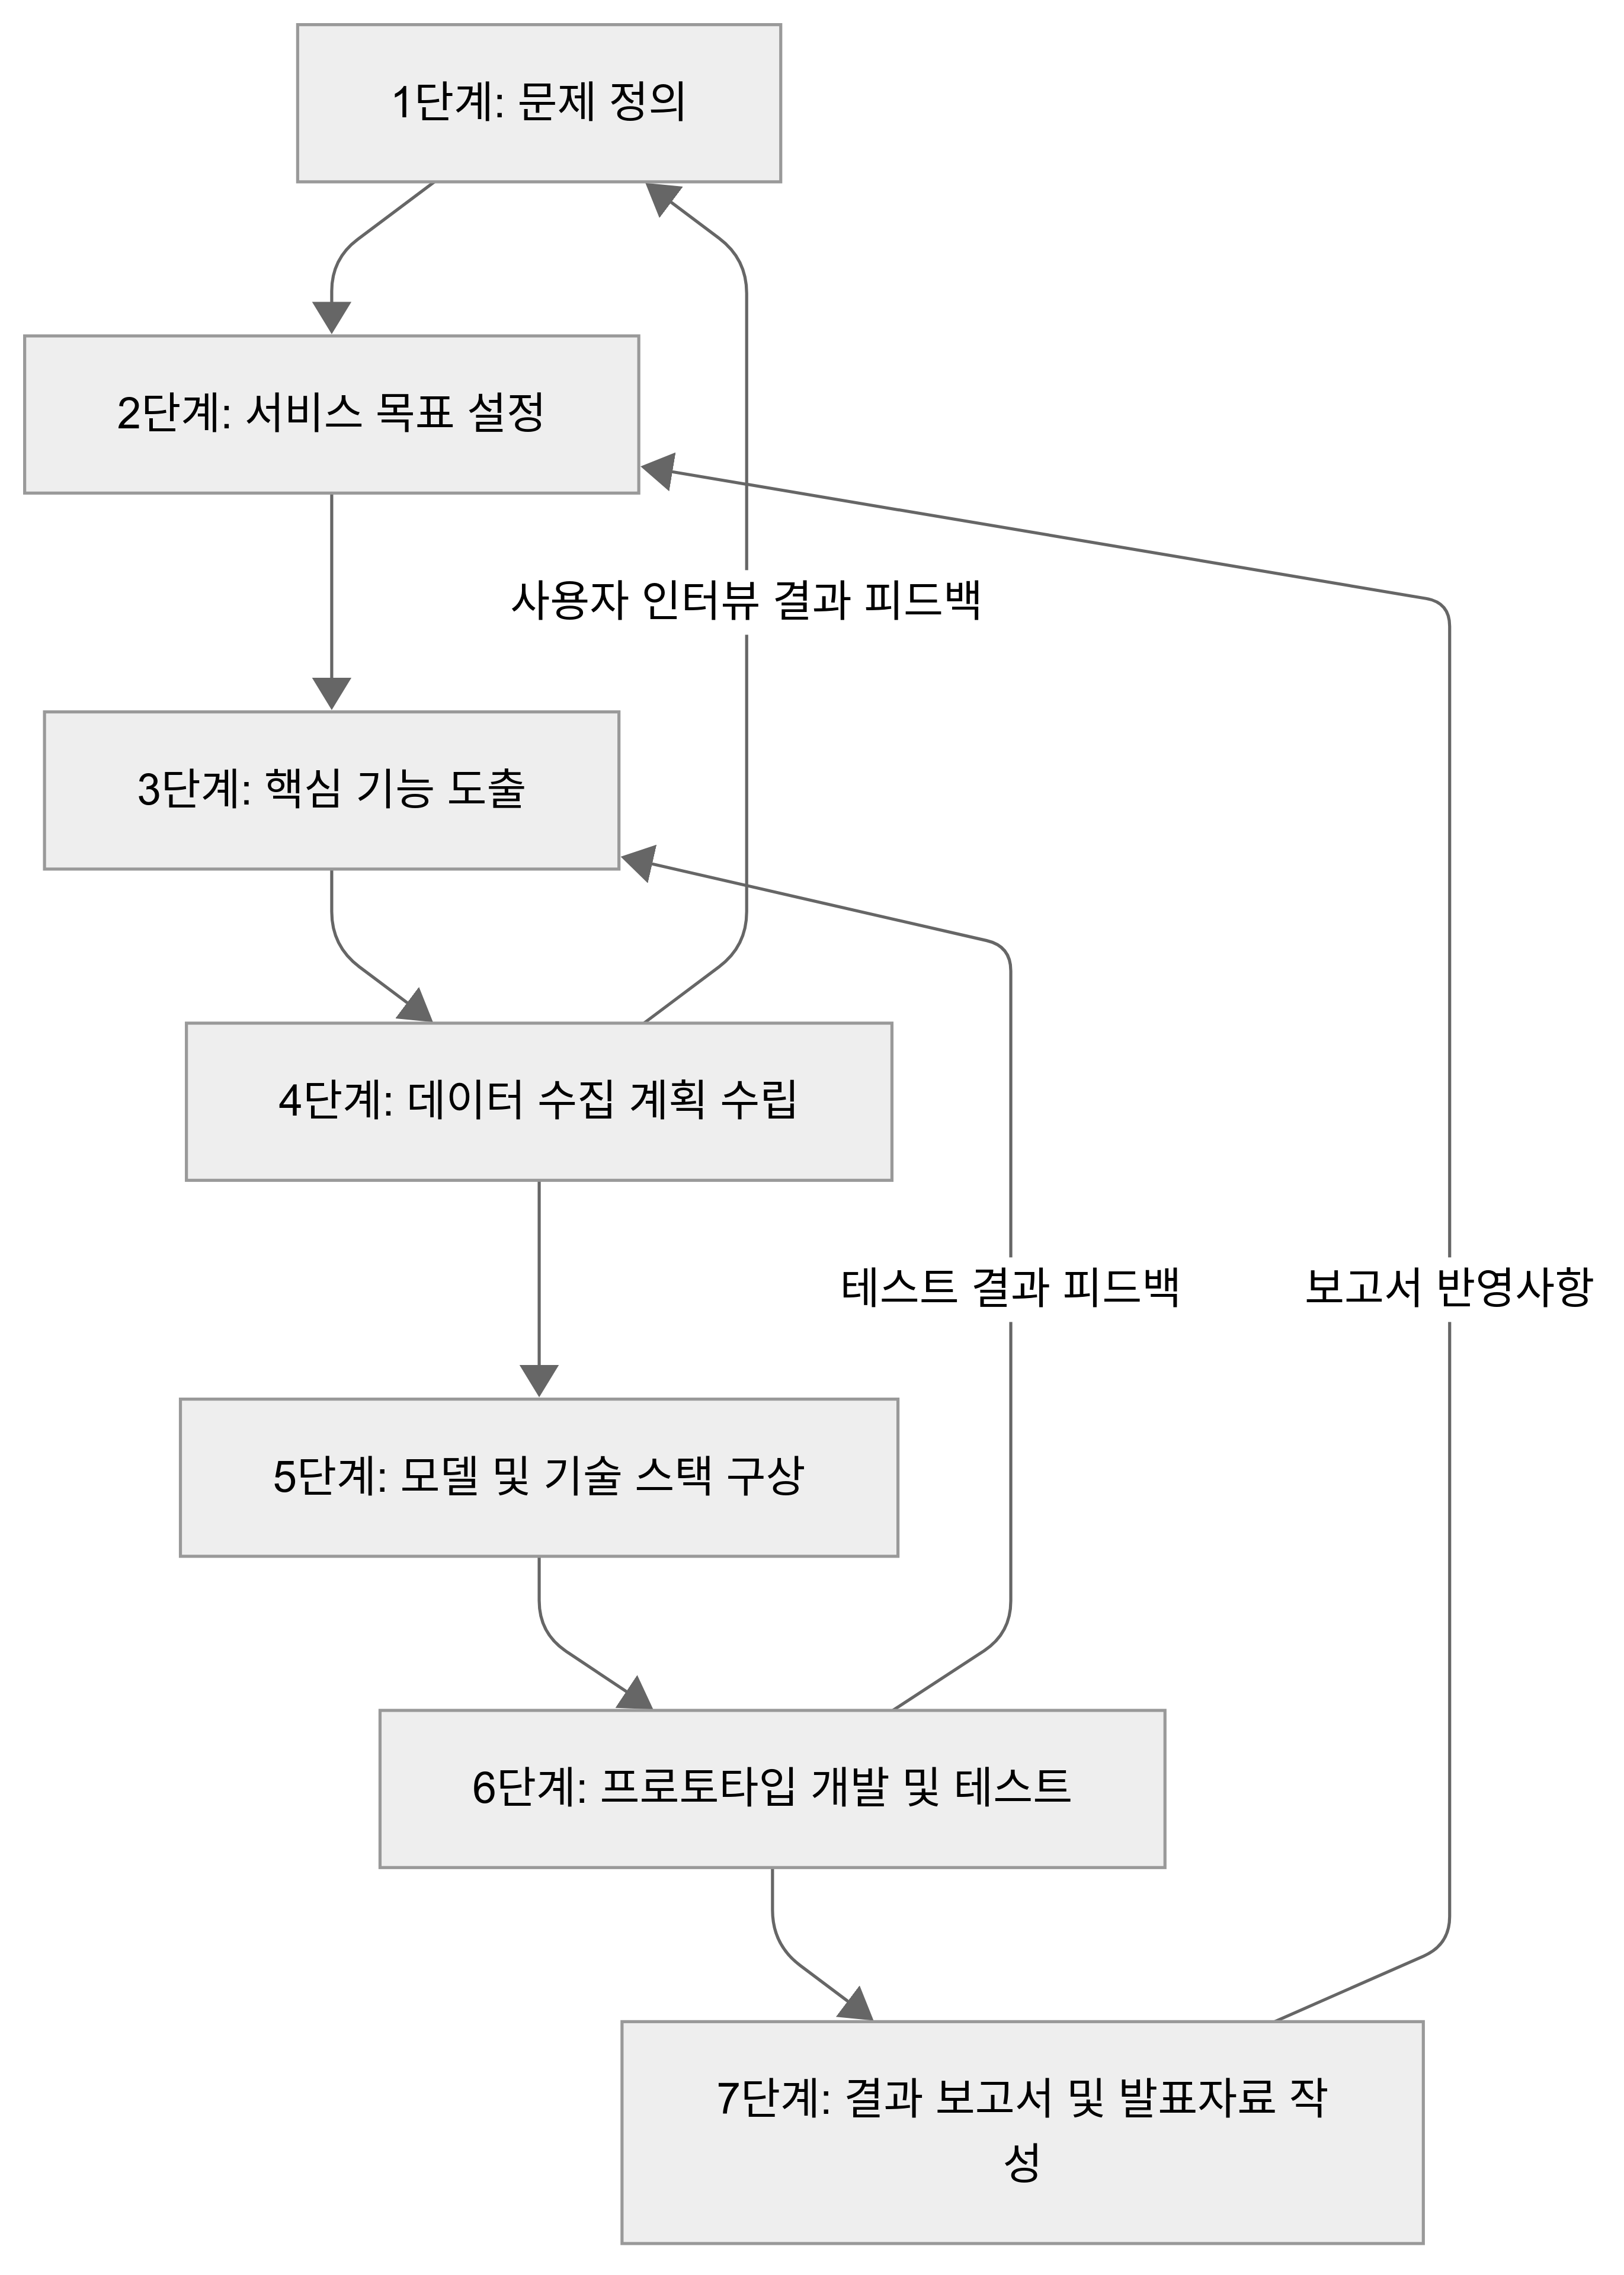 1단계: 문제 정의
2단계: 서비스 목표 설정
사용자 인터뷰 결과 피드백
3단계: 핵심 기능 도출
4단계: 데이터 수집 계획 수립
테스트 결과 피드백
보고서 반영사항
5단계: 모델 및 기술 스택 구상
6단계: 프로토타입 개발 및 테스트
7단계: 결과 보고서 및 발표자료 작
성